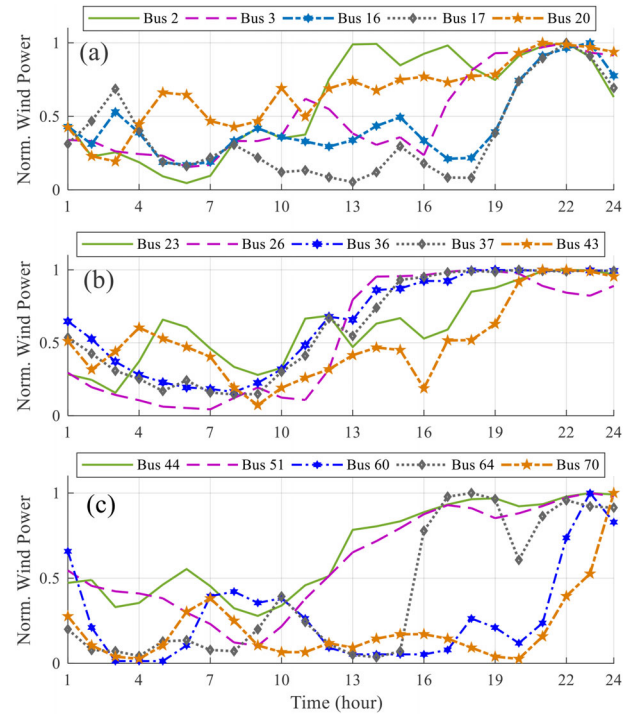 Bus 2 Bus 3 Bus 16 Bus 17 Bus 20
(a)
Norm. Wind Power
1
0.5
0
1 4 7 10 13 16 19 22 24
Bus 23 Bus 26 Bus 36 Bus 37 Bus 43
(b)
Norm. Wind Power
1
0.5
0
1 4 7 10 13 16 19 22 24
Bus 44 Bus 51 Bus 60 Bus 64 Bus 70
(c)
Norm. Wind Power
1
0.5
0
1 4 7 10 13 16 19 22 24
Time (hour)